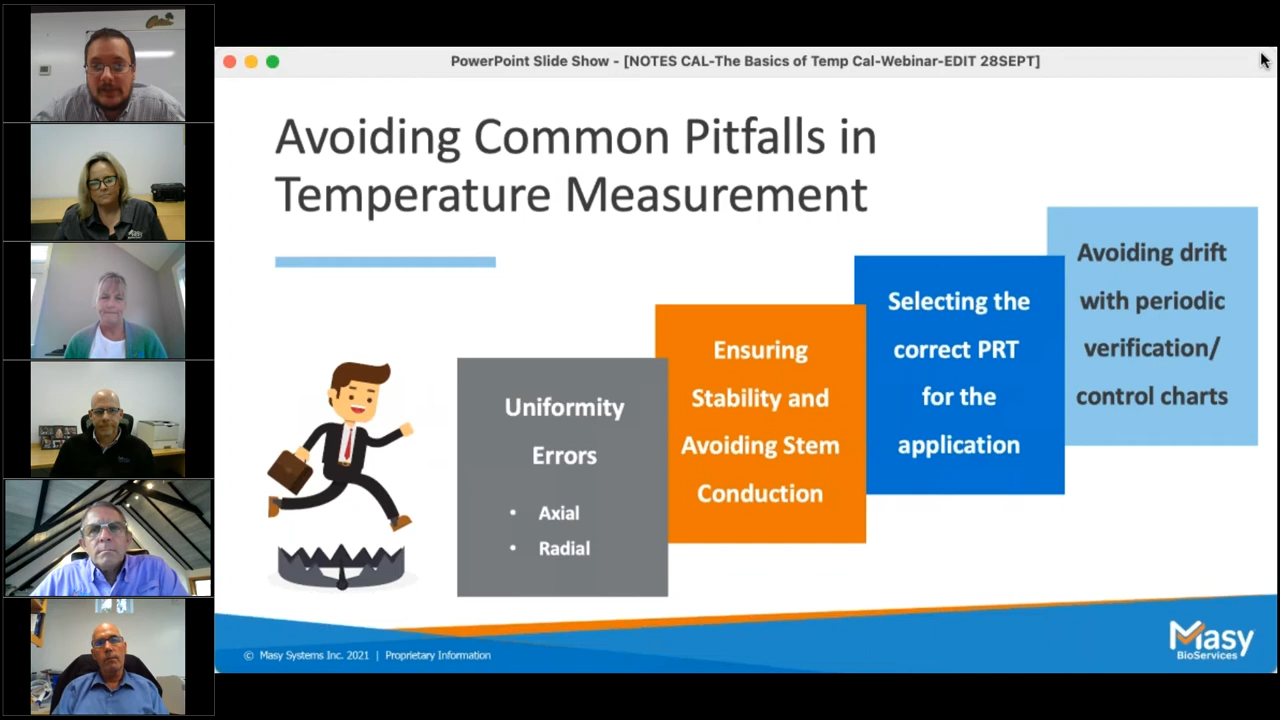 PowerPoint Slide Show - [NOTES CAL-The Basics of Temp Cal-Webinar-EDIT 28SEPT]
Avoiding Common Pitfalls in
Temperature Measurement
Uniformity
Errors
• Axial
• Radial
Ensuring
Stability and
Avoiding Stem
Conduction
Selecting the
correct PRT
for the
application
Avoiding drift
with periodic
verification/
control charts
© Masy Systems Inc. 2021 | Proprietary Information
Masy
BioServices